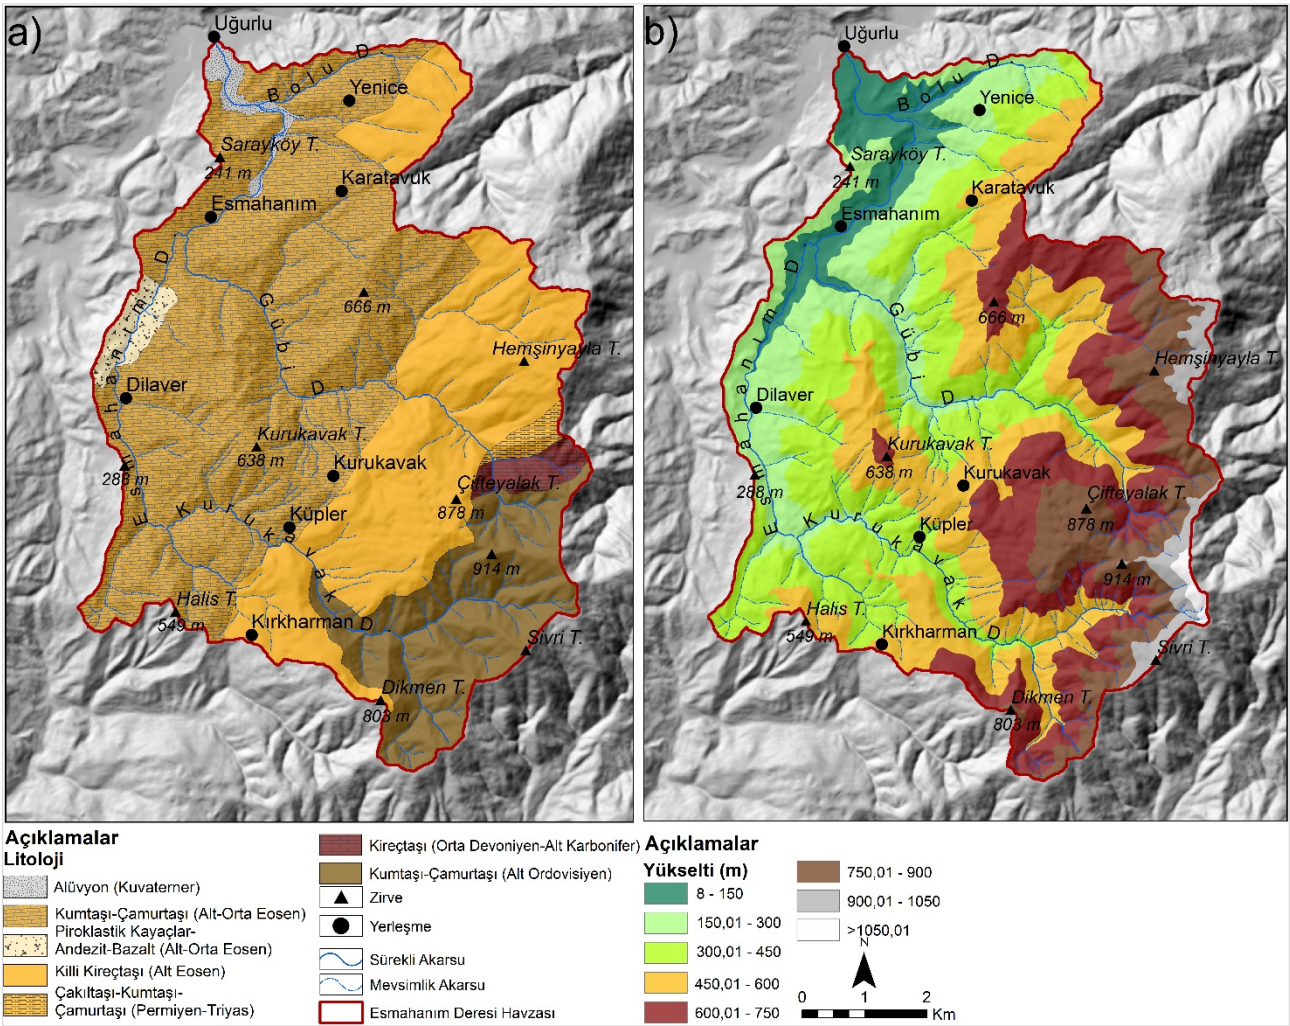 a)
Uğurlu
Bolu D.
Yenice
Sarayköy T.
241 m
Karatavuk
Esmahanım
Esmahanım D.
Gübi D.
666 m
Hemşinyayla T.
Dilaver
Kurukavak T.
638 m
Kurukavak
288 m
Çifteyalak T.
878 m
Kurukavak D.
Küpler
914 m
Halis T.
549 m
Kırkharman
Sivri T.
Dikmen T.
803 m
b)
Uğurlu
Bolu D.
Yenice
Sarayköy T.
241 m
Karatavuk
Esmahanım
Esmahanım D.
Gübi D.
666 m
Hemşinyayla T.
Dilaver
Kurukavak T.
638 m
Kurukavak
288 m
Çifteyalak T.
878 m
Kurukavak D.
Küpler
914 m
Halis T.
549 m
Kırkharman
Sivri T.
Dikmen T.
803 m
Açıklamalar
Litoloji
Alüvyon (Kuvaterner)
Kumtaşı-Çamurtaşı (Alt-Orta Eosen)
Piroklastik Kayaçlar-
Andezit-Bazalt (Alt-Orta Eosen)
Killi Kireçtaşı (Alt Eosen)
Çakıltaşı-Kumtaşı-
Çamurtaşı (Permiyen-Triyas)
Kireçtaşı (Orta Devoniyen-Alt Karbonifer)
Kumtaşı-Çamurtaşı (Alt Ordovisiyen)
Zirve
Yerleşme
Sürekli Akarsu
Mevsimlik Akarsu
Esmahanım Deresi Havzası
Açıklamalar
Yükselti (m)
8 - 150
150,01 - 300
300,01 - 450
450,01 - 600
600,01 - 750
750,01 - 900
900,01 - 1050
>1050,01
N
0 1 2
Km